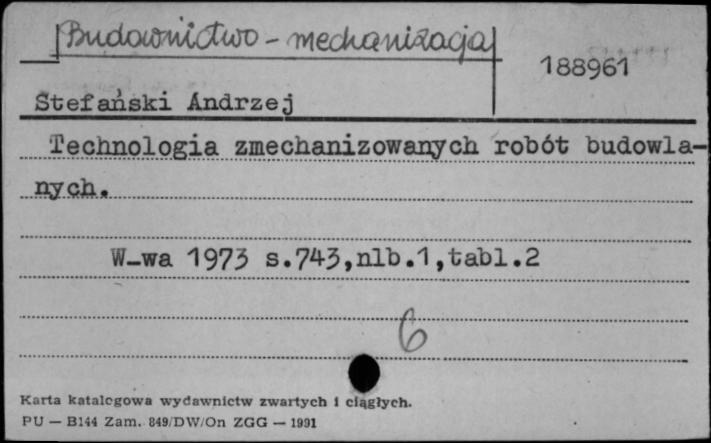 Budownictwo - mechanizacja
188961
Stefański Andrzej
Technologia zmechanizowanych robót budowla-
nych.
W-wa 1973 s.743,nlb.1,tabl.2
6
Karta katalogowa wydawnictw zwartych i ciągłych.
PU — B144 Zam. 849/DW/On ZGG — 1991